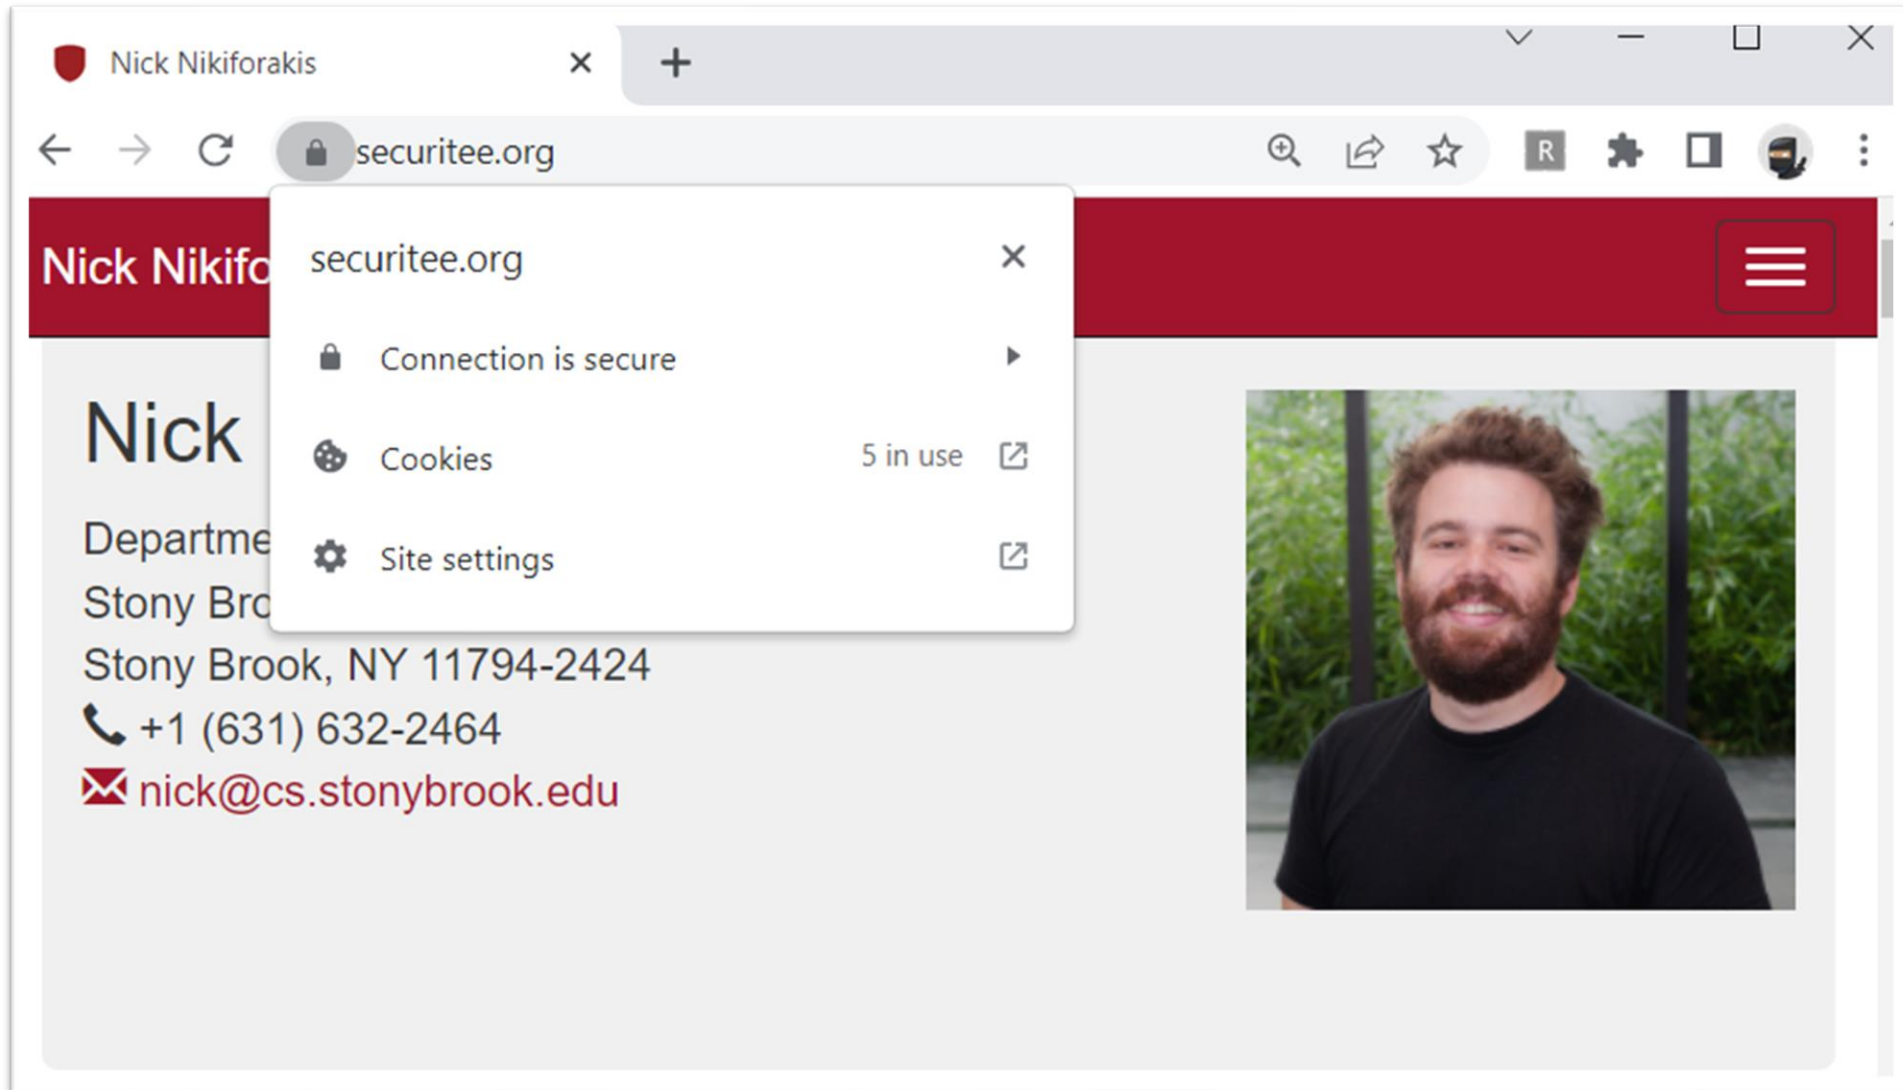 Nick Nikiforakis
securitee.org
R
Nick Nikifo
securitee.org
Connection is secure
Cookies 5 in use
Site settings
Nick
Departme
Stony Bro
Stony Brook, NY 11794-2424
+1 (631) 632-2464
nick@cs.stonybrook.edu